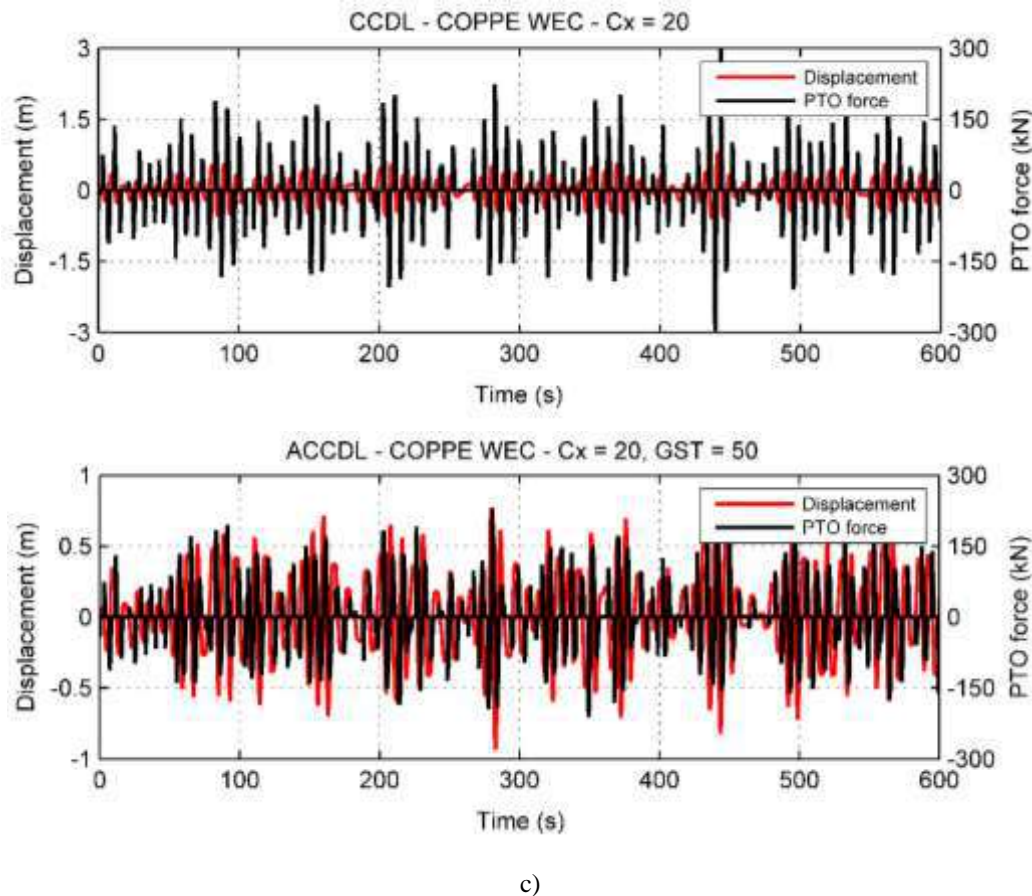 CCDL - COPPE WEC - Cx = 20
3
1.5
0
-1.5
-3
Displacement (m)
300
150
0
-150
-300
PTO force (kN)
Displacement
PTO force
0 100 200 300 400 500 600
Time (s)
ACCDL - COPPE WEC - Cx = 20, GST = 50
1
0.5
0
-0.5
-1
Displacement (m)
300
150
0
-150
-300
PTO force (kN)
Displacement
PTO force
0 100 200 300 400 500 600
Time (s)
c)